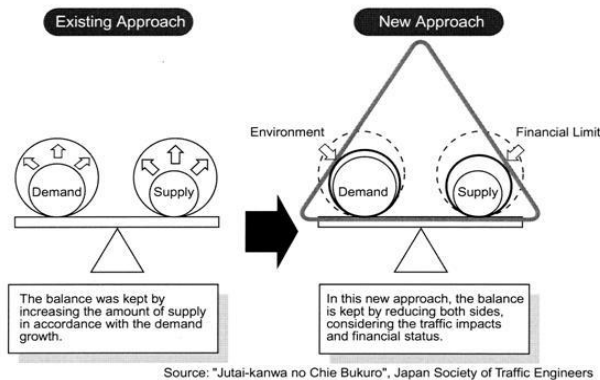 Existing Approach
New Approach
Environment
Financial Limit
Demand
Supply
Demand
Supply
The balance was kept by
increasing the amount of supply
in accordance with the demand
growth.
In this new approach, the balance
is kept by reducing both sides,
considering the traffic impacts
and financial status.
Source: "Jutai-kanwa no Chie Bukuro", Japan Society of Traffic Engineers